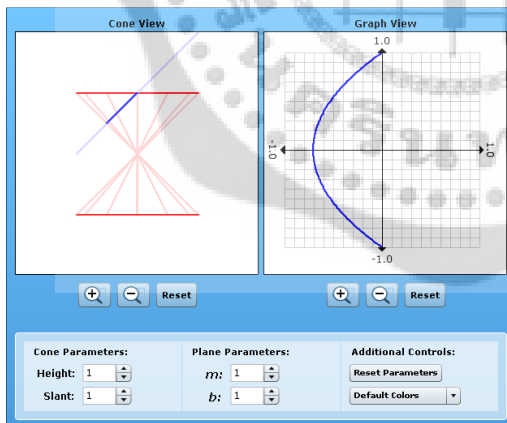 Cone View
Graph View
1.0
-1.0
1.0
-1.0
Reset
Reset
Cone Parameters:
Plane Parameters:
Additional Controls:
Height: 1
m: 1
Reset Parameters
Slant: 1
b: 1
Default Colors